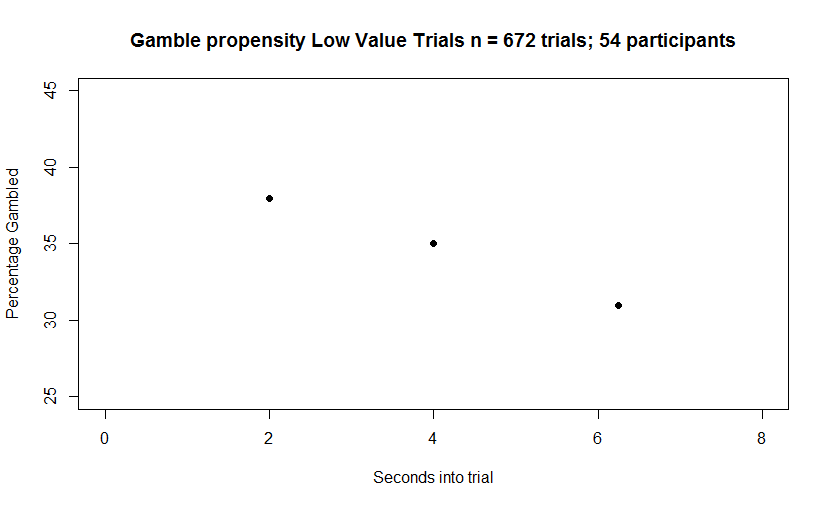 Gamble propensity Low Value Trials n = 672 trials; 54 participants
Percentage Gambled
45
40
35
30
25
0 2 4 6 8
Seconds into trial